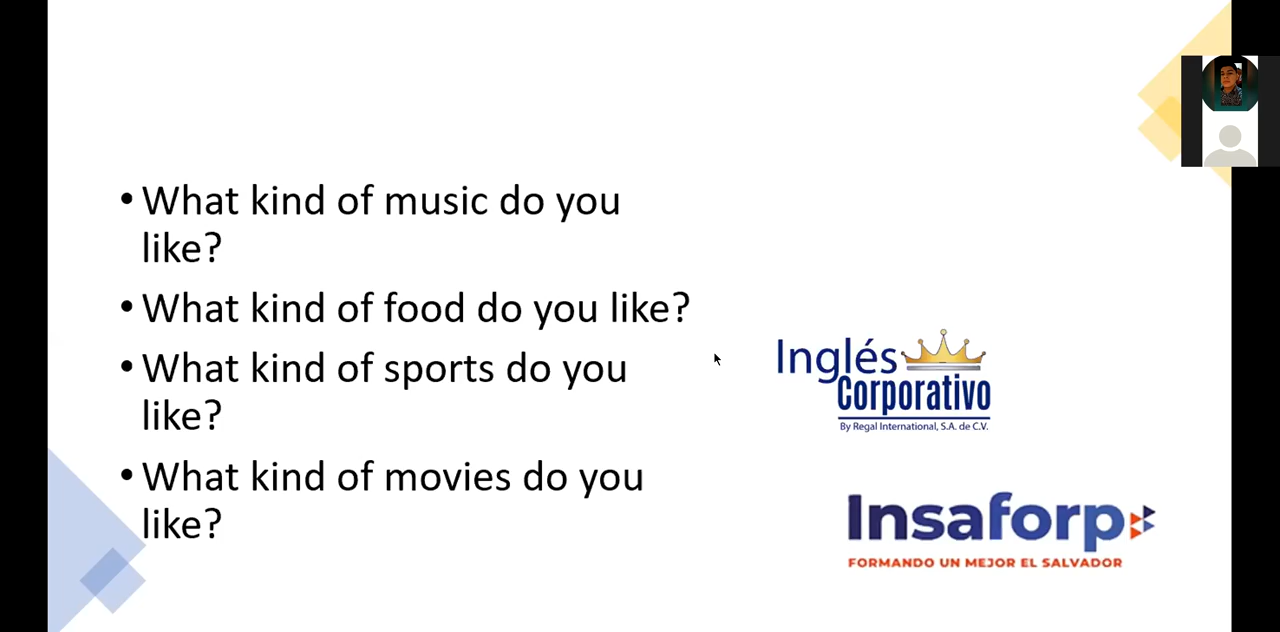 • What kind of music do you
like?
• What kind of food do you like?
• What kind of sports do you
like?
• What kind of movies do you
like?
Inglés
Corporativo
By Regal International, S.A. de C.V.
Insaforp
FORMANDO UN MEJOR EL SALVADOR